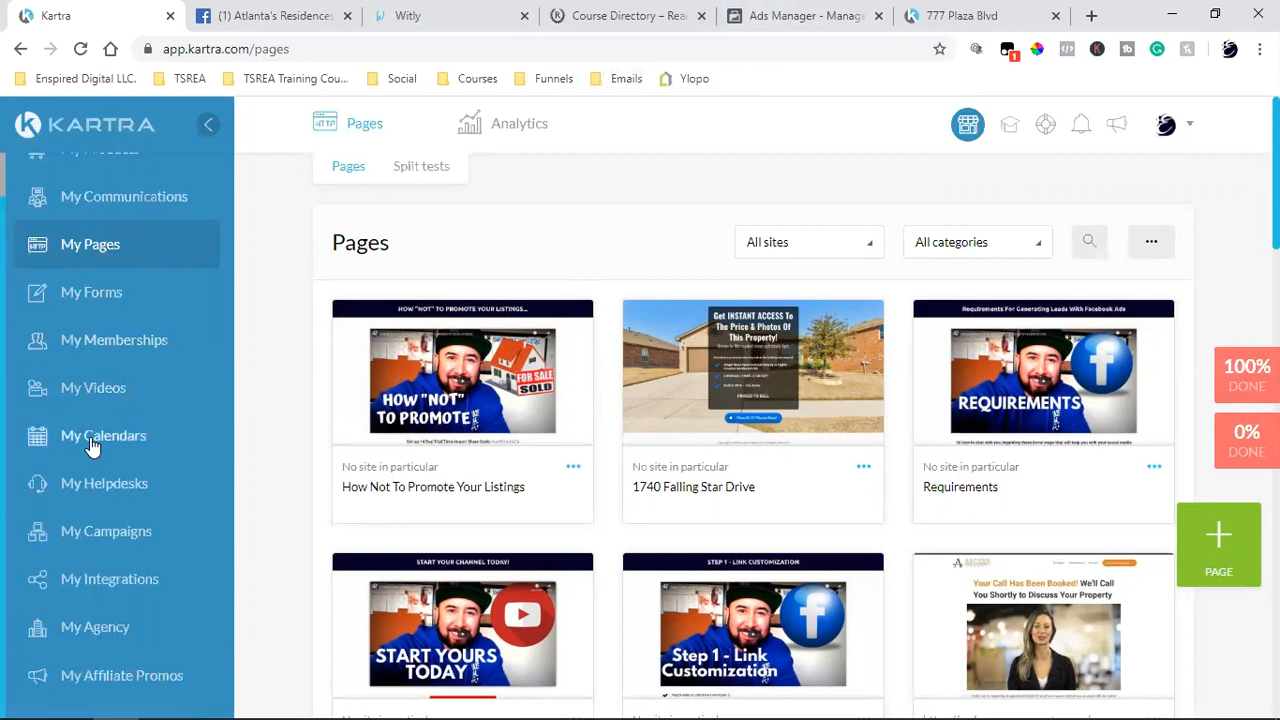 Kartra
(1) Atlanta's Residences
Witly
Course Directory – Rea
Ads Manager - Manage
777 Plaza Blvd
app.kartra.com/pages
1
Enspired Digital LLC.
TSREA
TSREA Training Cou...
Social
Courses
Funnels
Emails
Ylopo
KARTRA
Pages
Analytics
My Communications
My Pages
My Forms
My Memberships
My Videos
My Calendars
My Helpdesks
My Campaigns
My Integrations
My Agency
My Affiliate Promos
Pages
Split tests
Pages
All sites
All categories
HOW "NOT" TO PROMOTE YOUR LISTINGS...
FOR SALE
SOLD
HOW "NOT"
TO PROMOTE
No site in particular
How Not To Promote Your Listings
Get INSTANT ACCESS To
The Price & Photos Of
This Property!
No site in particular
1740 Falling Star Drive
Requirements For Generating Leads With Facebook Ads
REQUIREMENTS
No site in particular
Requirements
START YOUR CHANNEL TODAY!
START YOURS
TODAY
STEP 1 - LINK CUSTOMIZATION
Step 1 - Link
Customization
Your Call Has Been Booked! We'll Call
You Shortly to Discuss Your Property
100%
DONE
0%
DONE
PAGE